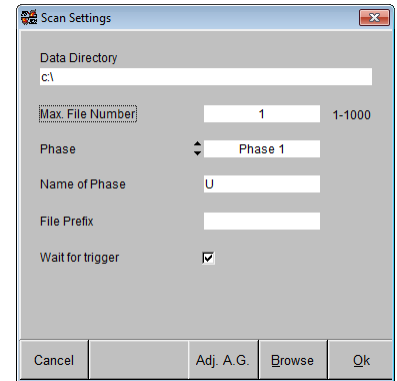 Scan Settings
Data Directory
c:\
Max. File Number 1 1-1000
Phase Phase 1
Name of Phase U
File Prefix
Wait for trigger
Cancel Adj. A.G. Browse Ok